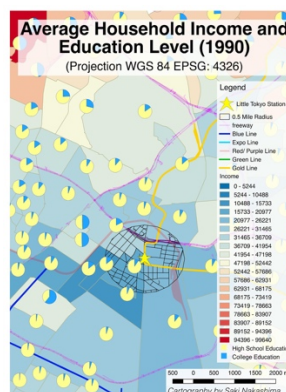 Average Household Income and
Education Level (1990)
(Projection WGS 84 EPSG: 4326)
Legend
Little Tokyo Station
0.5 Mile Radius
freeway
Blue Line
Expo Line
Red/ Purple Line
Green Line
Gold Line
Income
0 - 5244
5244 - 10488
10488 - 15733
15733 - 20977
20977 - 26221
26221 - 31465
31465 - 36709
36709 - 41954
41954 - 47198
47198 - 52442
52442 - 57686
57686 - 62931
62931 - 68175
68175 - 73419
73419 - 78663
78663 - 83907
83907 - 89152
89152 - 94396
94396 - 99640
High School Education
College Education
500 0 500 1000 1500 2000 m
Cartography by Saki Nakashima